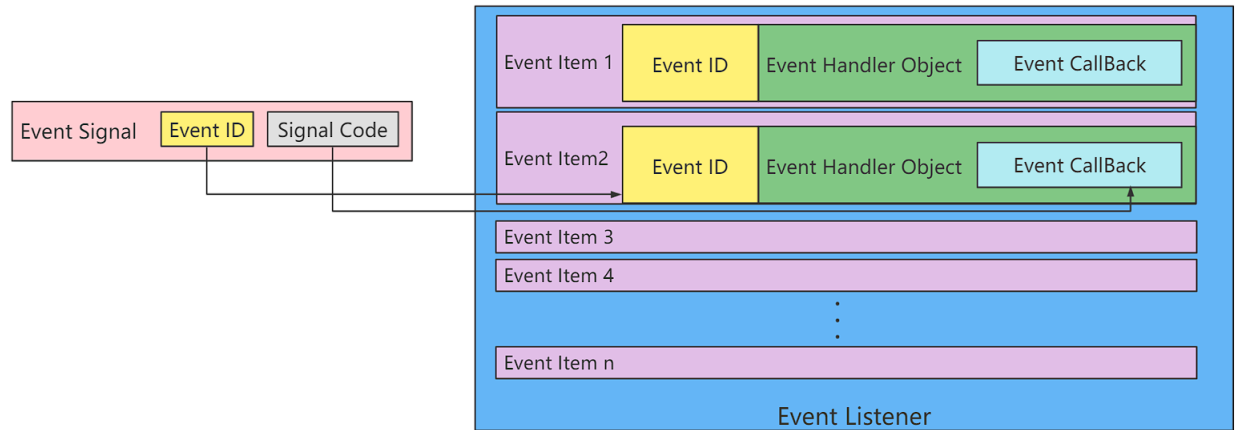 Event Signal
Event ID
Signal Code
Event Item 1
Event ID
Event Handler Object
Event CallBack
Event Item2
Event ID
Event Handler Object
Event CallBack
Event Item 3
Event Item 4
Event Item n
Event Listener